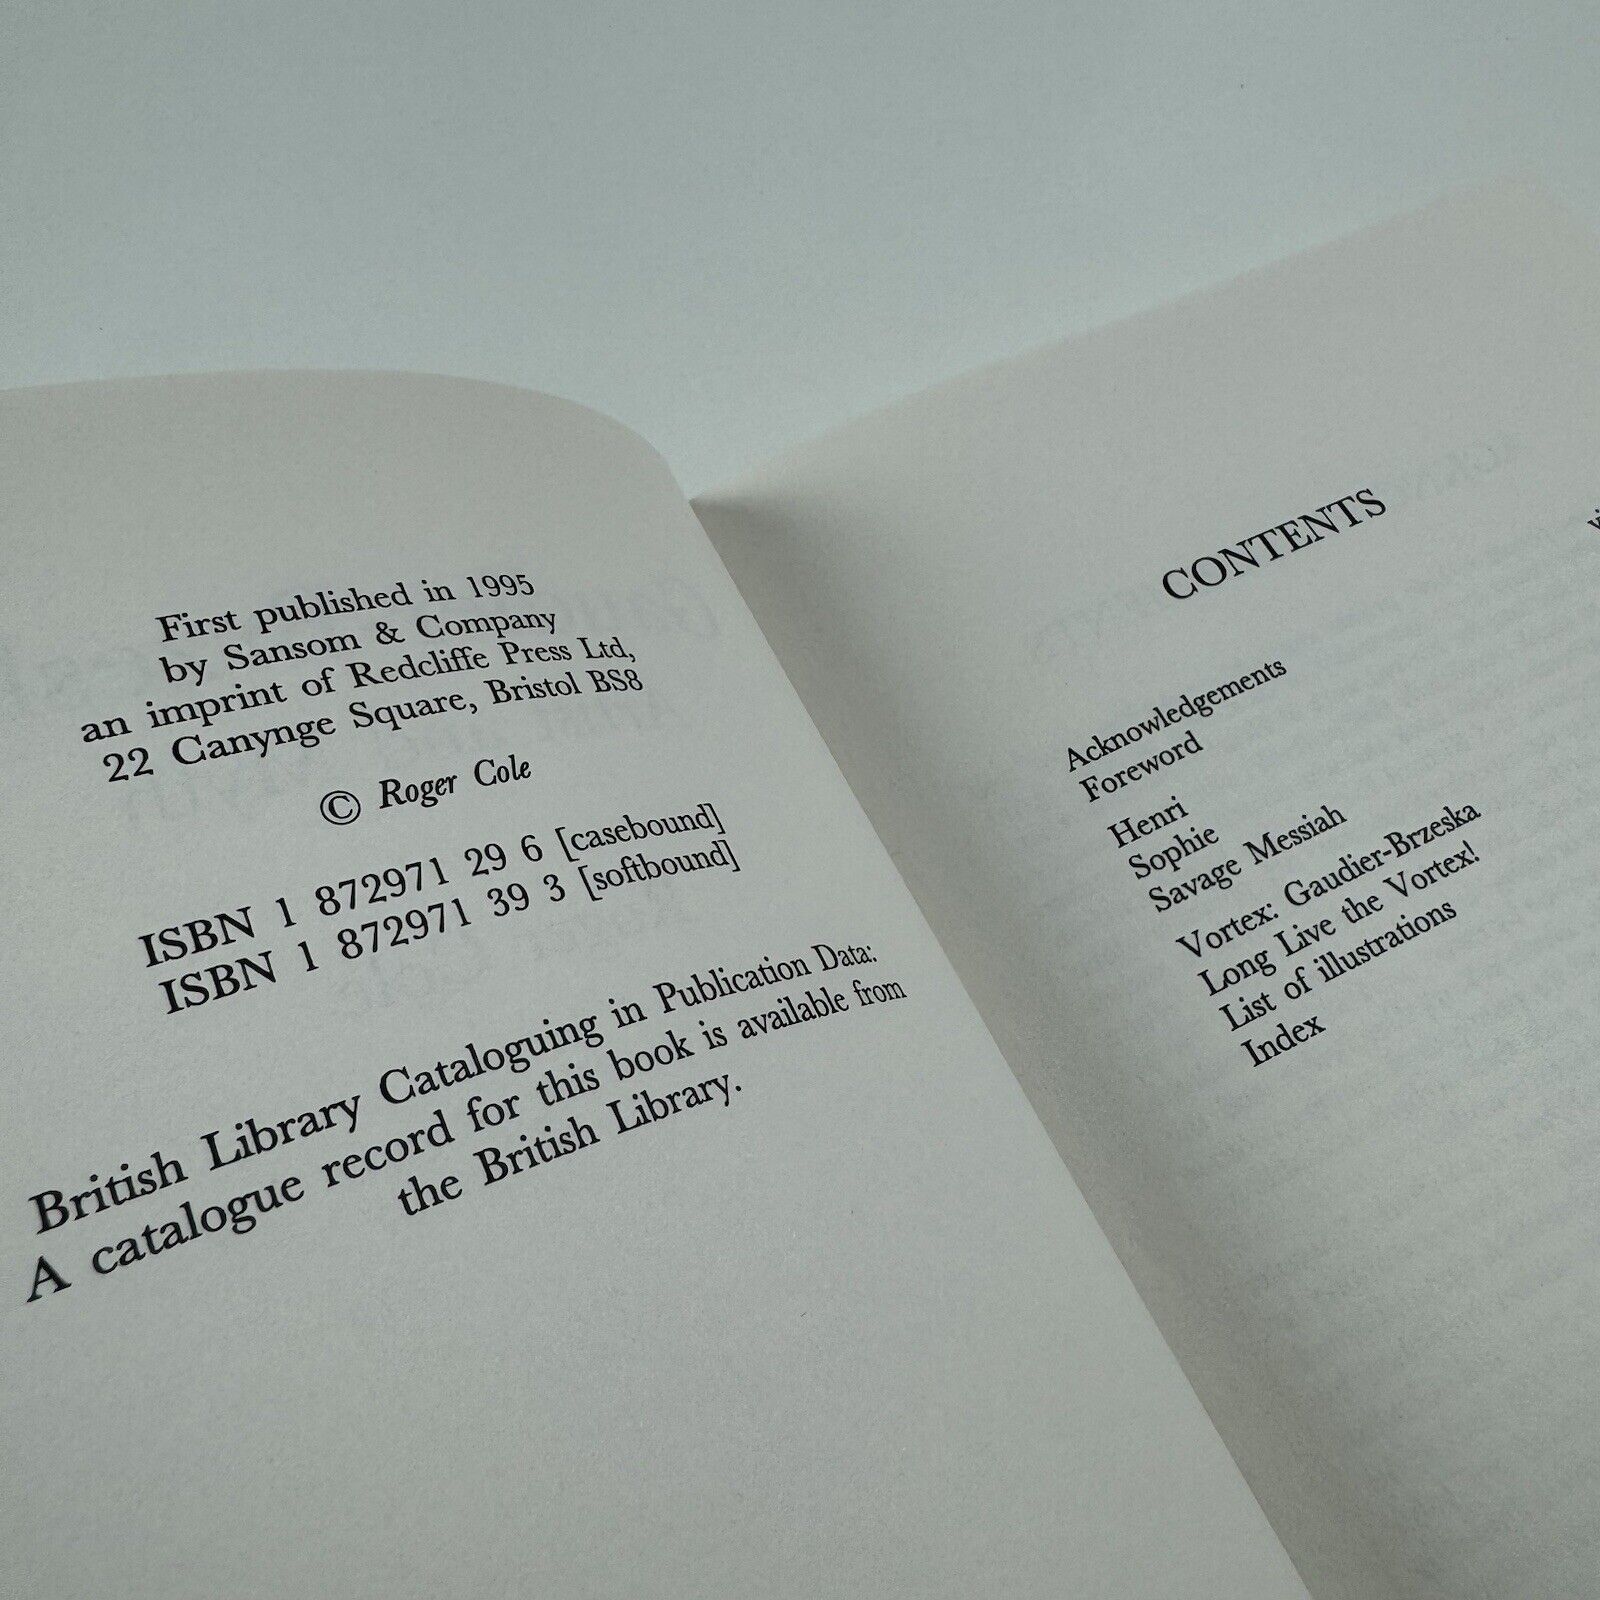 First published in 1995
by Sansom & Company
an imprint of Redcliffe Press Ltd,
22 Canynge Square, Bristol BS8
© Roger Cole
ISBN 1 872971 29 6 [casebound]
ISBN 1 872971 39 3 [softbound]
British Library Cataloguing in Publication Data:
A catalogue record for this book is available from
the British Library.
CONTENTS
Acknowledgements
Foreword
Henri
Sophie
Savage Messiah
Vortex: Gaudier-Brzeska
Long Live the Vortex!
List of illustrations
Index